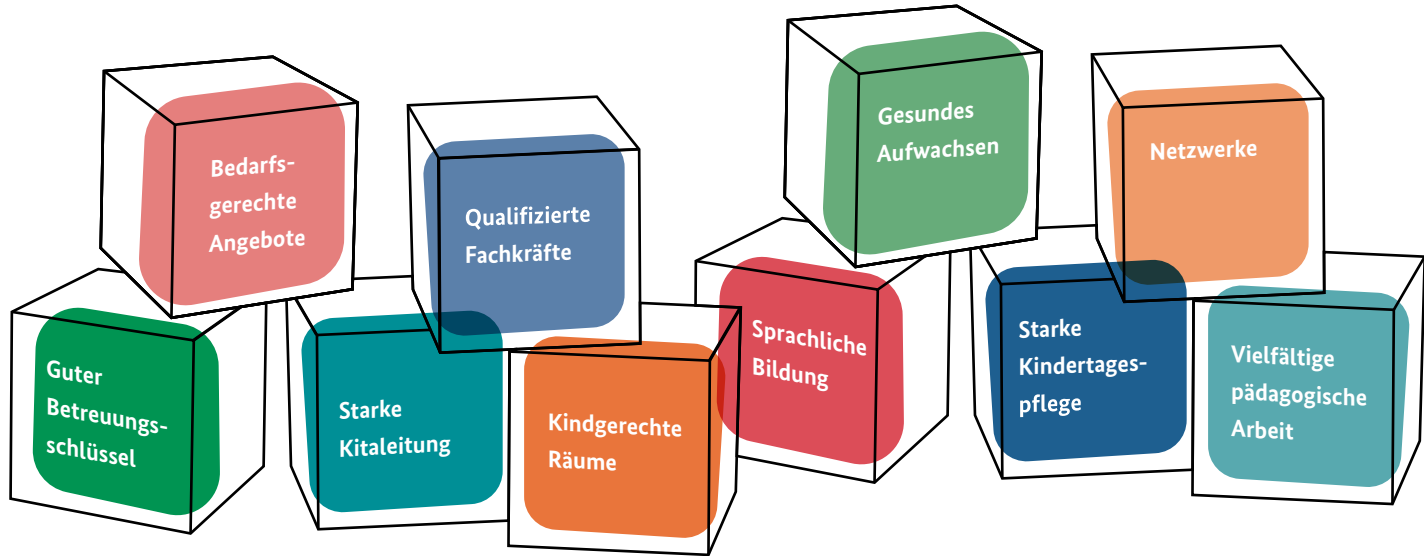 Bedarfs-
gerechte
Angebote
Qualifizierte
Fachkräfte
Gesundes
Aufwachsen
Netzwerke
Guter
Betreuungs-
schlüssel
Starke
Kitaleitung
Kindgerechte
Räume
Sprachliche
Bildung
Starke
Kindertages-
pflege
Vielfältige
pädagogische
Arbeit